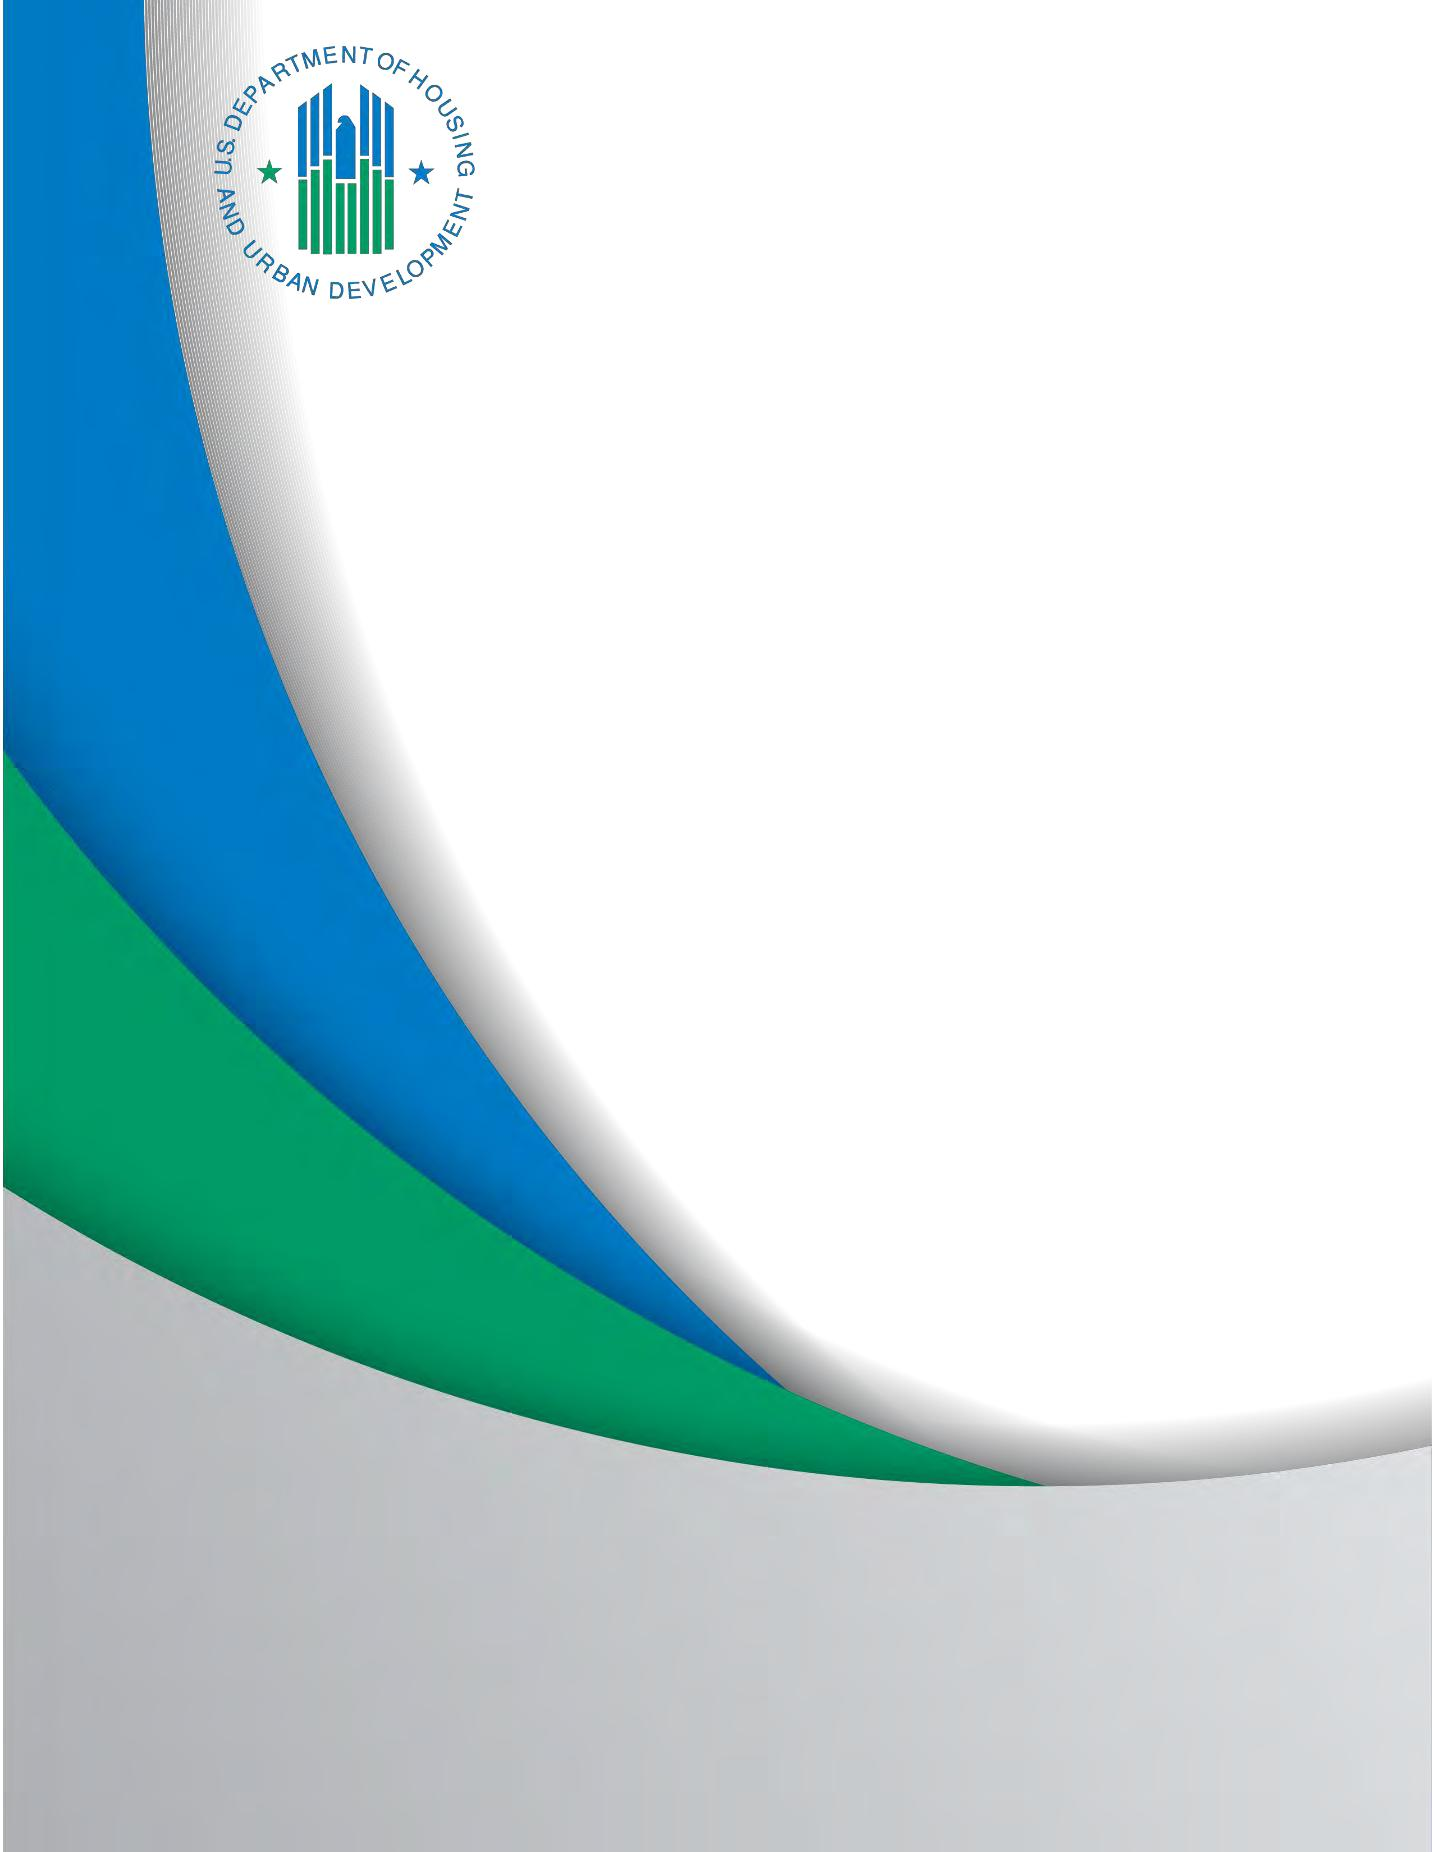 U.S. DEPARTMENT OF HOUSING
AND URBAN DEVELOPMENT